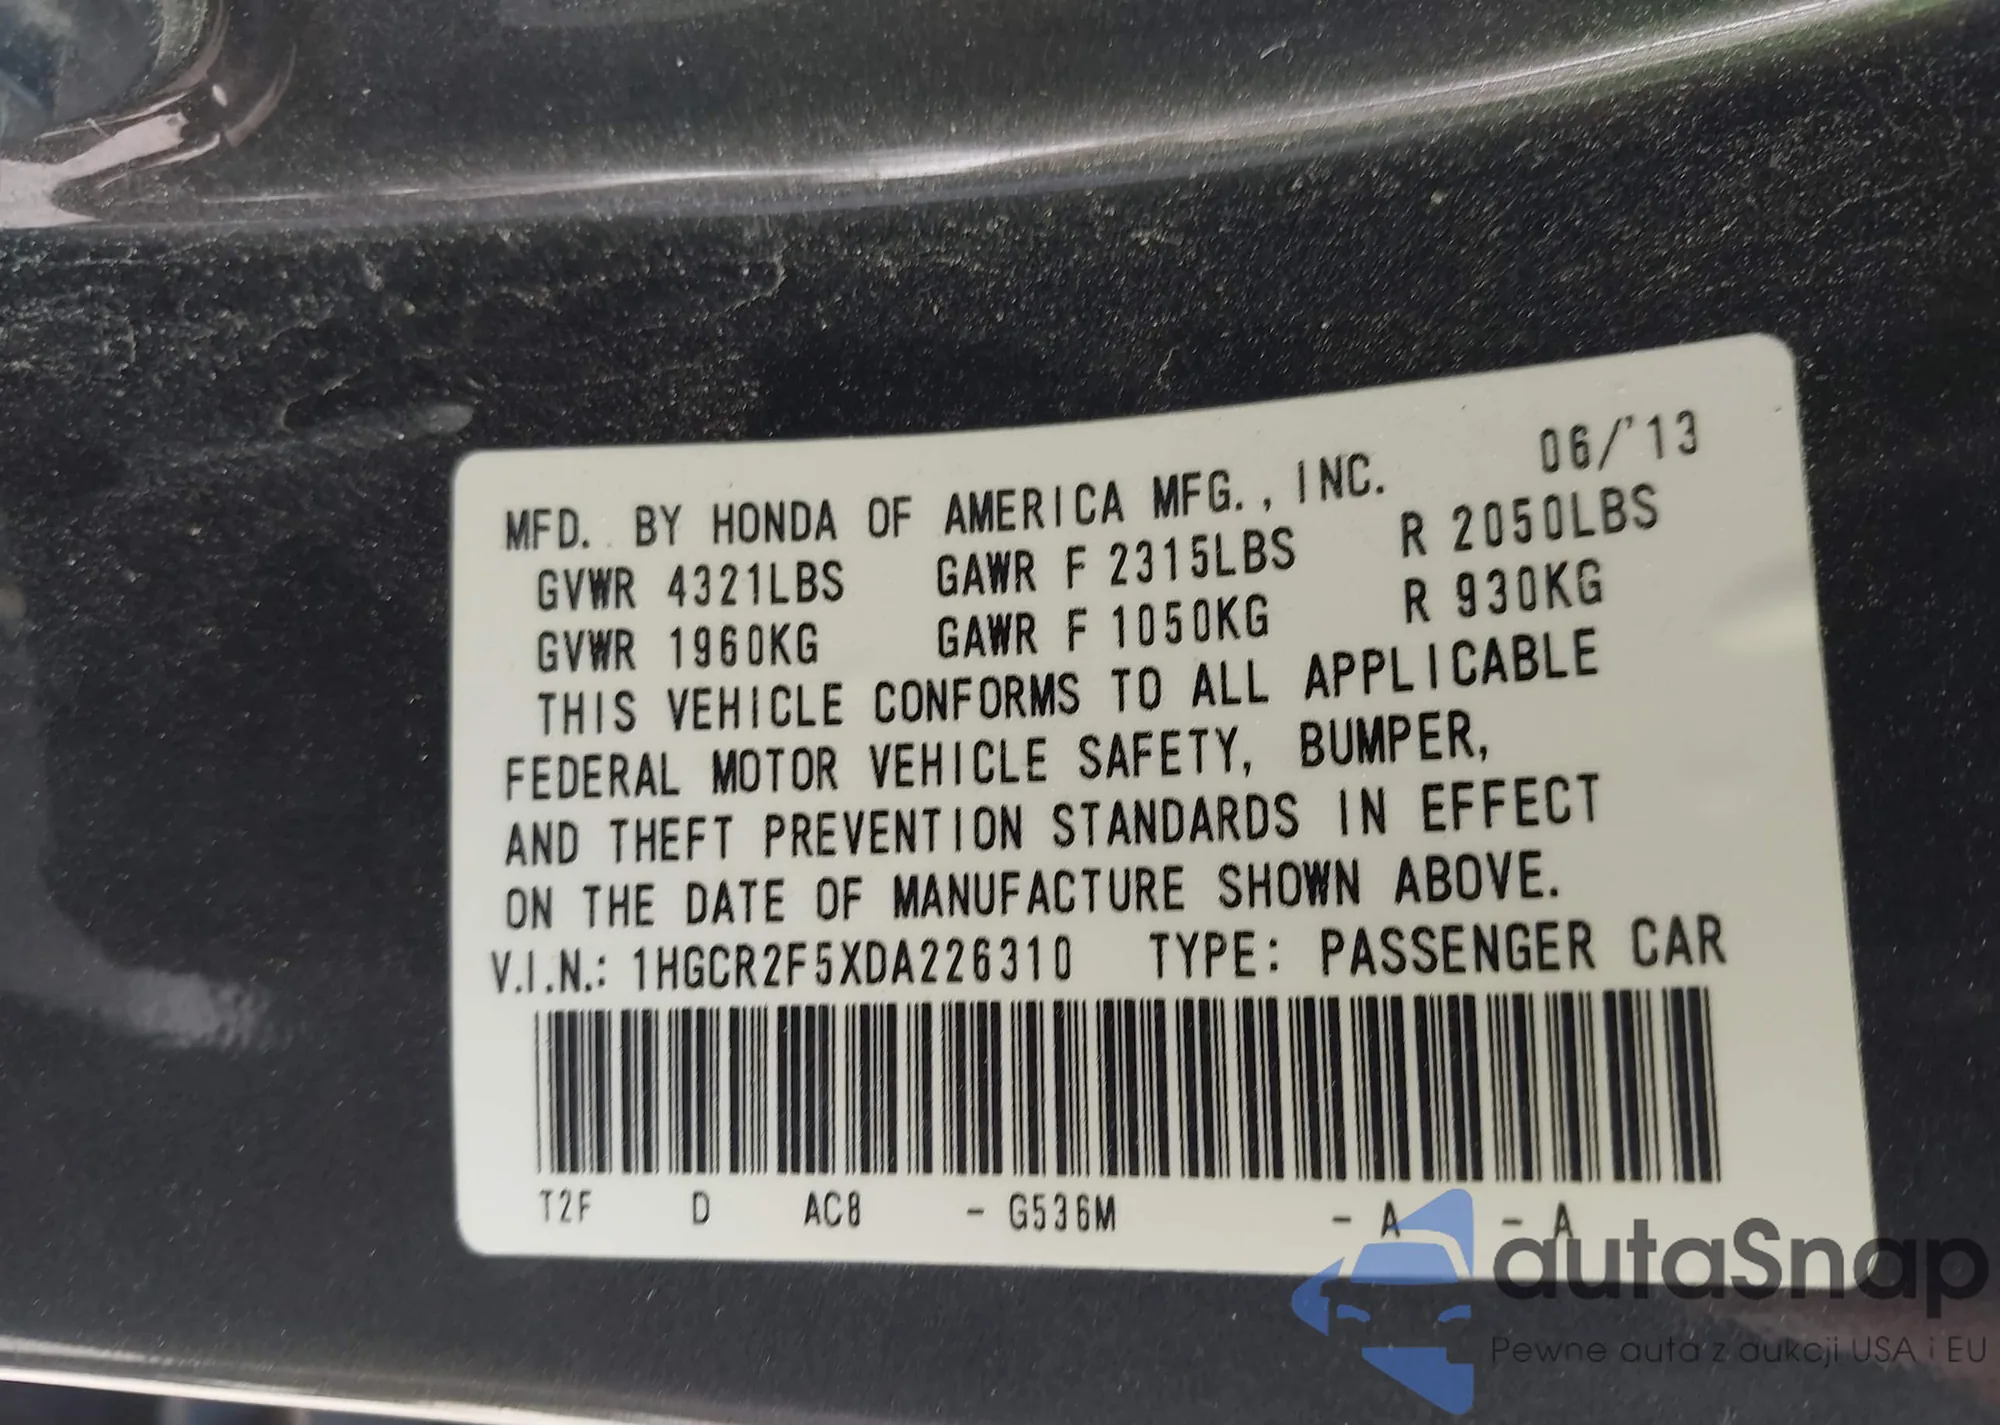 06/'13
MFD. BY HONDA OF AMERICA MFG., INC.
GVWR 4321LBS GAWR F 2315LBS R 2050LBS
GVWR 1960KG GAWR F 1050KG R 930KG
THIS VEHICLE CONFORMS TO ALL APPLICABLE
FEDERAL MOTOR VEHICLE SAFETY, BUMPER,
AND THEFT PREVENTION STANDARDS IN EFFECT
ON THE DATE OF MANUFACTURE SHOWN ABOVE.
V.I.N.: 1HGCR2F5XDA226310 TYPE: PASSENGER CAR
T2F D AC8 - G536M - A - A
autaSnap
Pewne auta z aukcji USA i EU